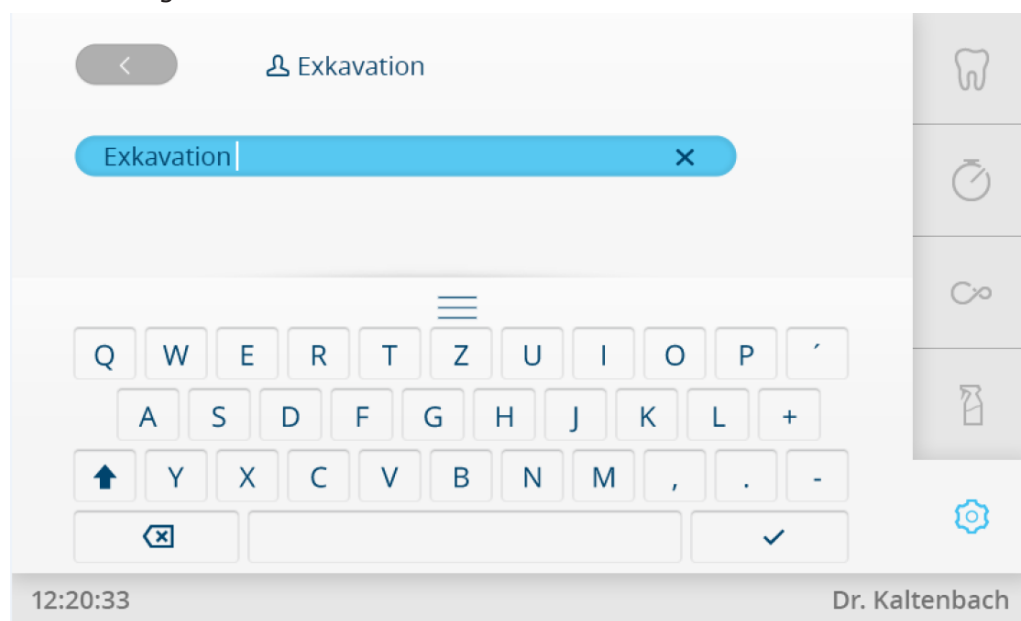 Exkavation
Exkavation
Q W E R T Z U I O P ´
A S D F G H J K L +
Y X C V B N M , . -
12:20:33 Dr. Kaltenbach